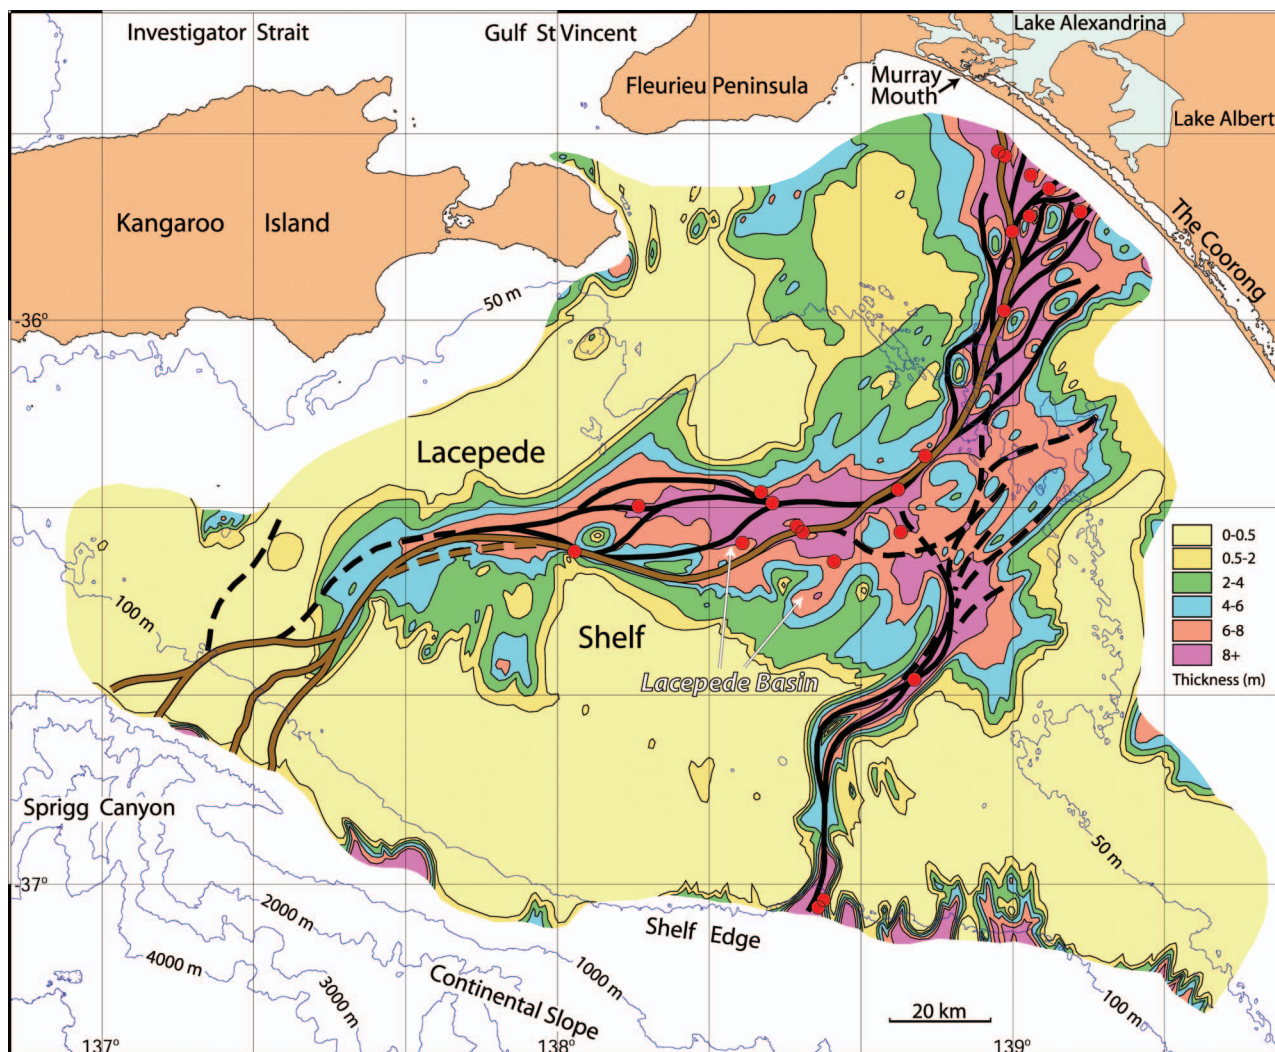 Investigator Strait
Gulf St Vincent
Lake Alexandrina
Fleurieu Peninsula
Murray
Mouth
Lake Albert
Kangaroo Island
The Coorong
50 m
-36°
Lacepede
0-0.5
0.5-2
2-4
4-6
6-8
8+
Thickness (m)
100 m
Shelf
Lacepede Basin
Sprigg Canyon
50 m
-37°
2000 m
Shelf Edge
4000 m
3000 m
1000 m
Continental Slope
100 m
20 km
137°
138°
139°